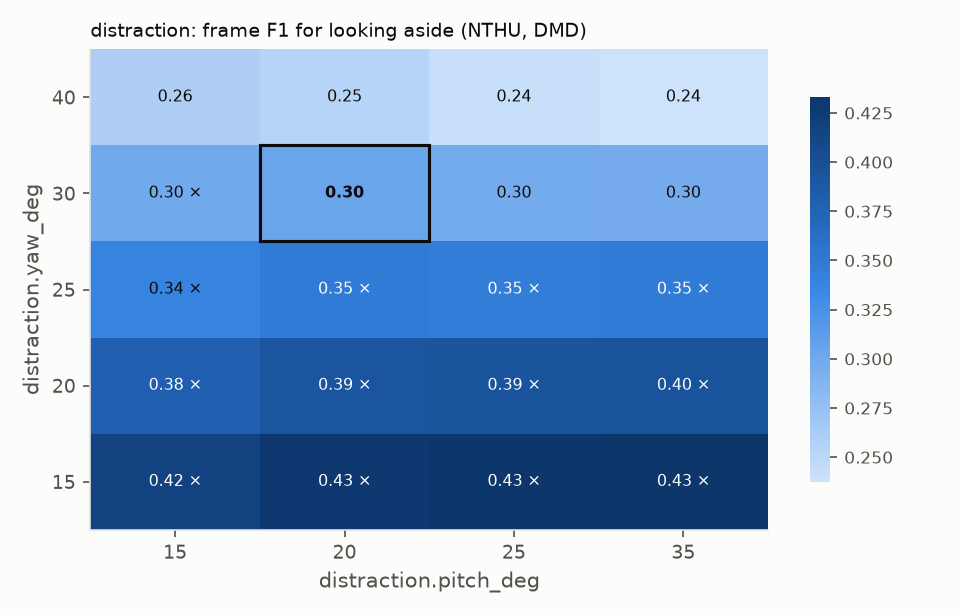 distraction: frame F1 for looking aside (NTHU, DMD)
40 0.26 0.25 0.24 0.24
30 0.30 × 0.30 0.30 0.30
25 0.34 × 0.35 × 0.35 × 0.35 ×
20 0.38 × 0.39 × 0.39 × 0.40 ×
15 0.42 × 0.43 × 0.43 × 0.43 ×
15 20 25 35
distraction.pitch_deg
distraction.yaw_deg
0.425
0.400
0.375
0.350
0.325
0.300
0.275
0.250